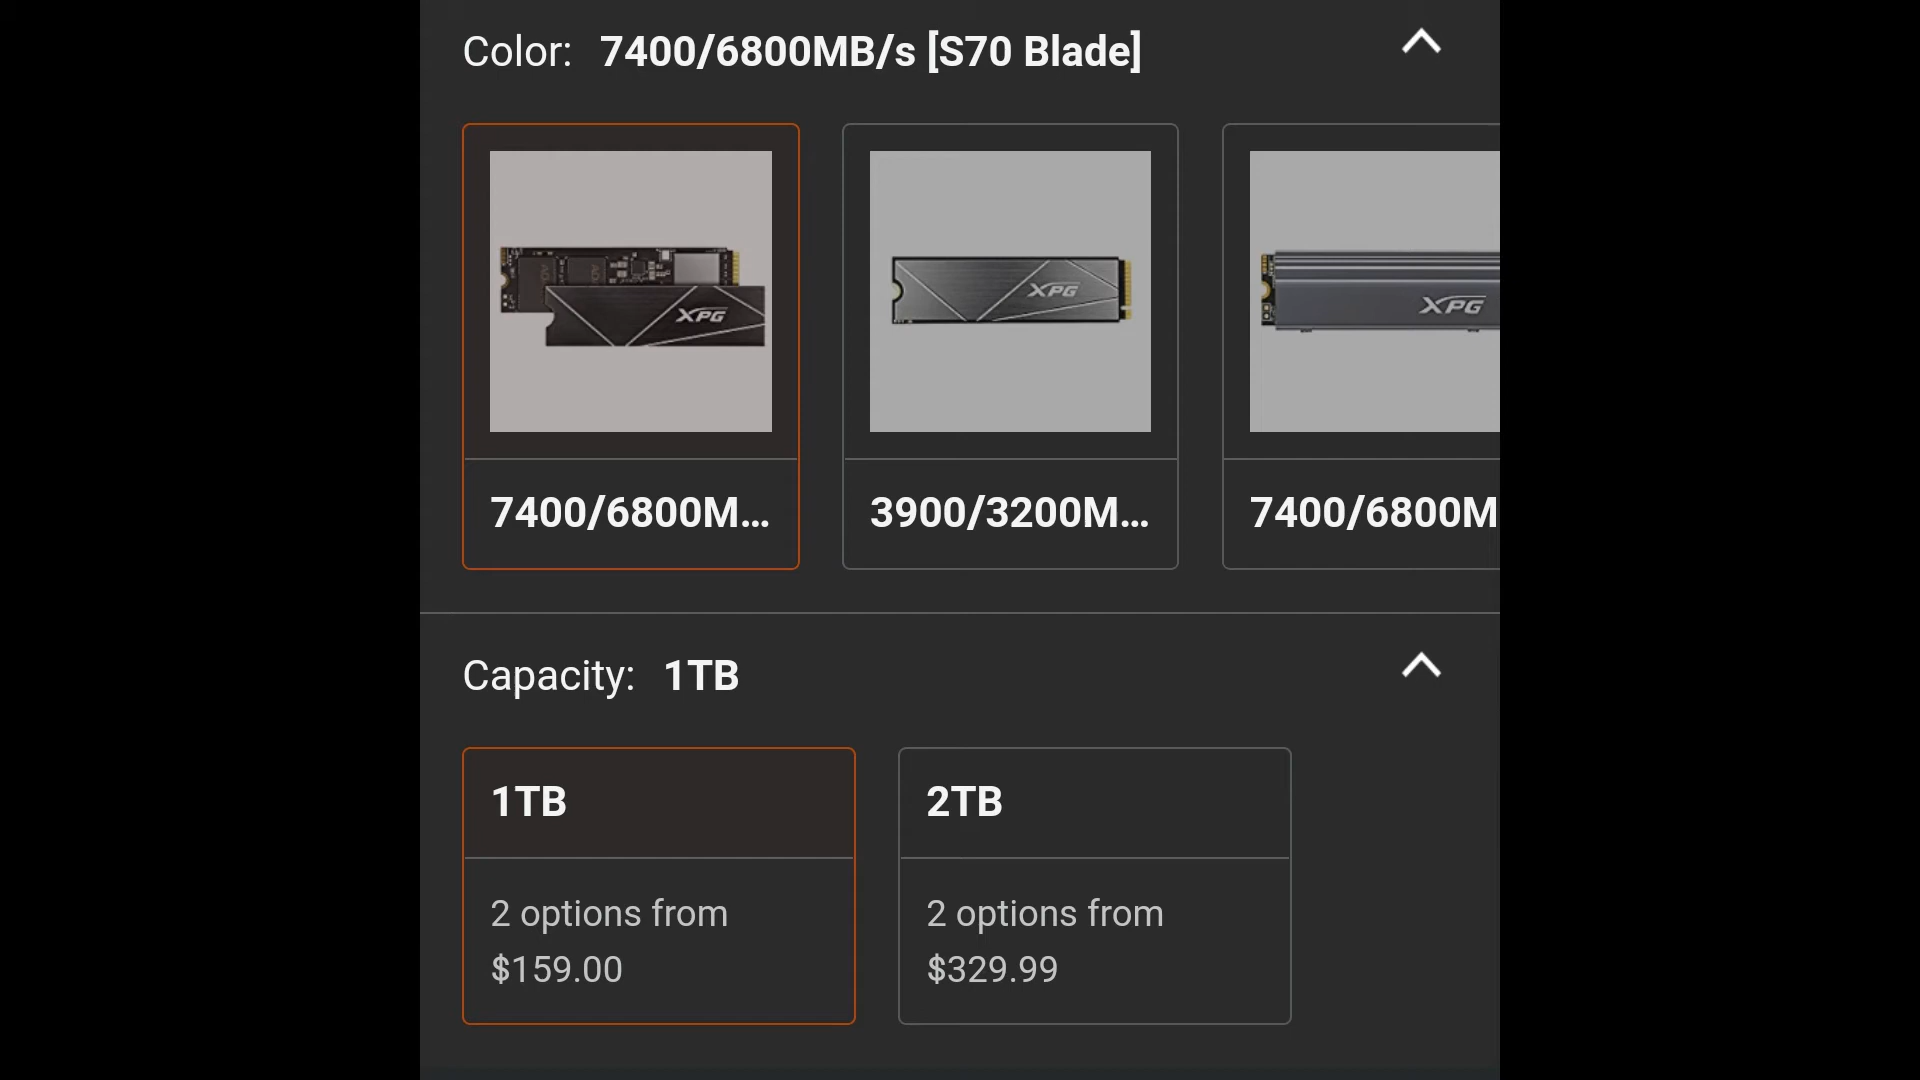 Color: 7400/6800MB/s [S70 Blade]
XPG
XPG
XPG
7400/6800M...
3900/3200M...
7400/6800M
Capacity: 1TB
1TB
2TB
2 options from
$159.00
2 options from
$329.99